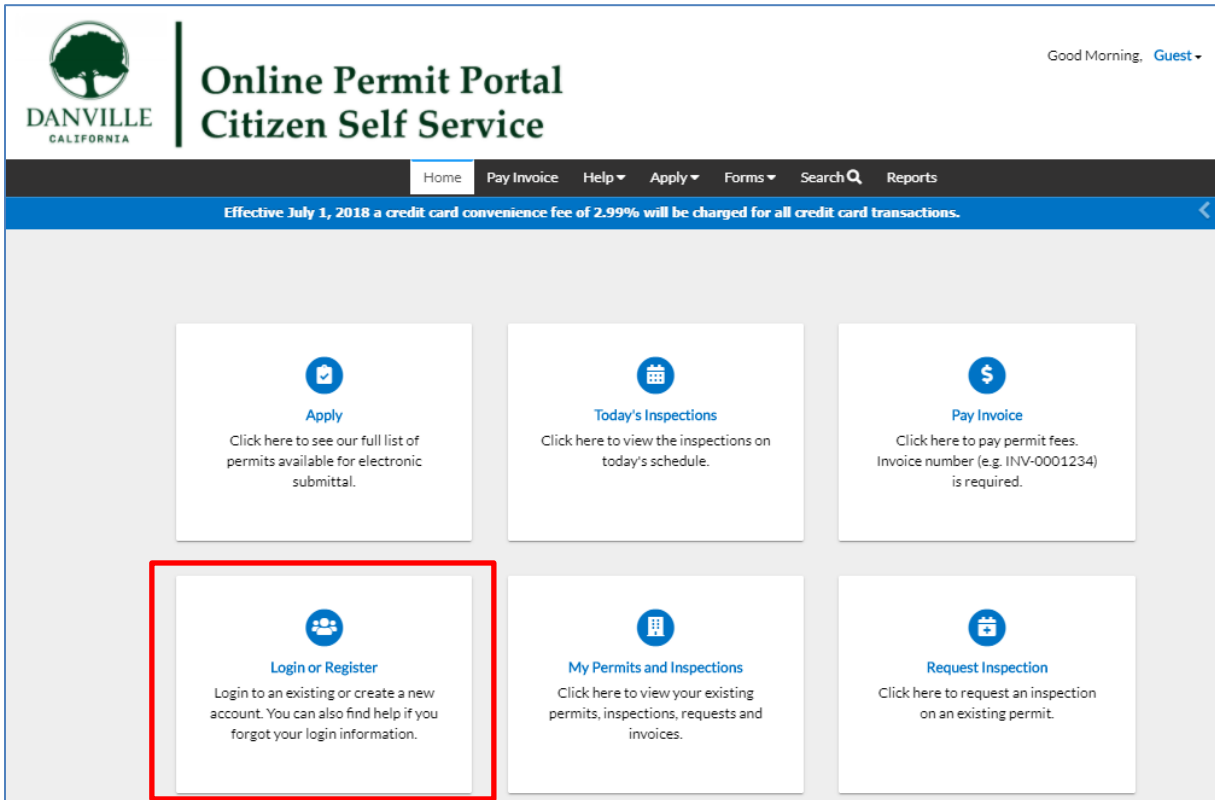 DANVILLE
CALIFORNIA
Online Permit Portal
Citizen Self Service
Good Morning, Guest
Home Pay Invoice Help Apply Forms Search Reports
Effective July 1, 2018 a credit card convenience fee of 2.99% will be charged for all credit card transactions.
Apply
Click here to see our full list of
permits available for electronic
submittal.
Today's Inspections
Click here to view the inspections on
today's schedule.
Pay Invoice
Click here to pay permit fees.
Invoice number (e.g. INV-0001234)
is required.
Login or Register
Login to an existing or create a new
account. You can also find help if you
forgot your login information.
My Permits and Inspections
Click here to view your existing
permits, inspections, requests and
invoices.
Request Inspection
Click here to request an inspection
on an existing permit.